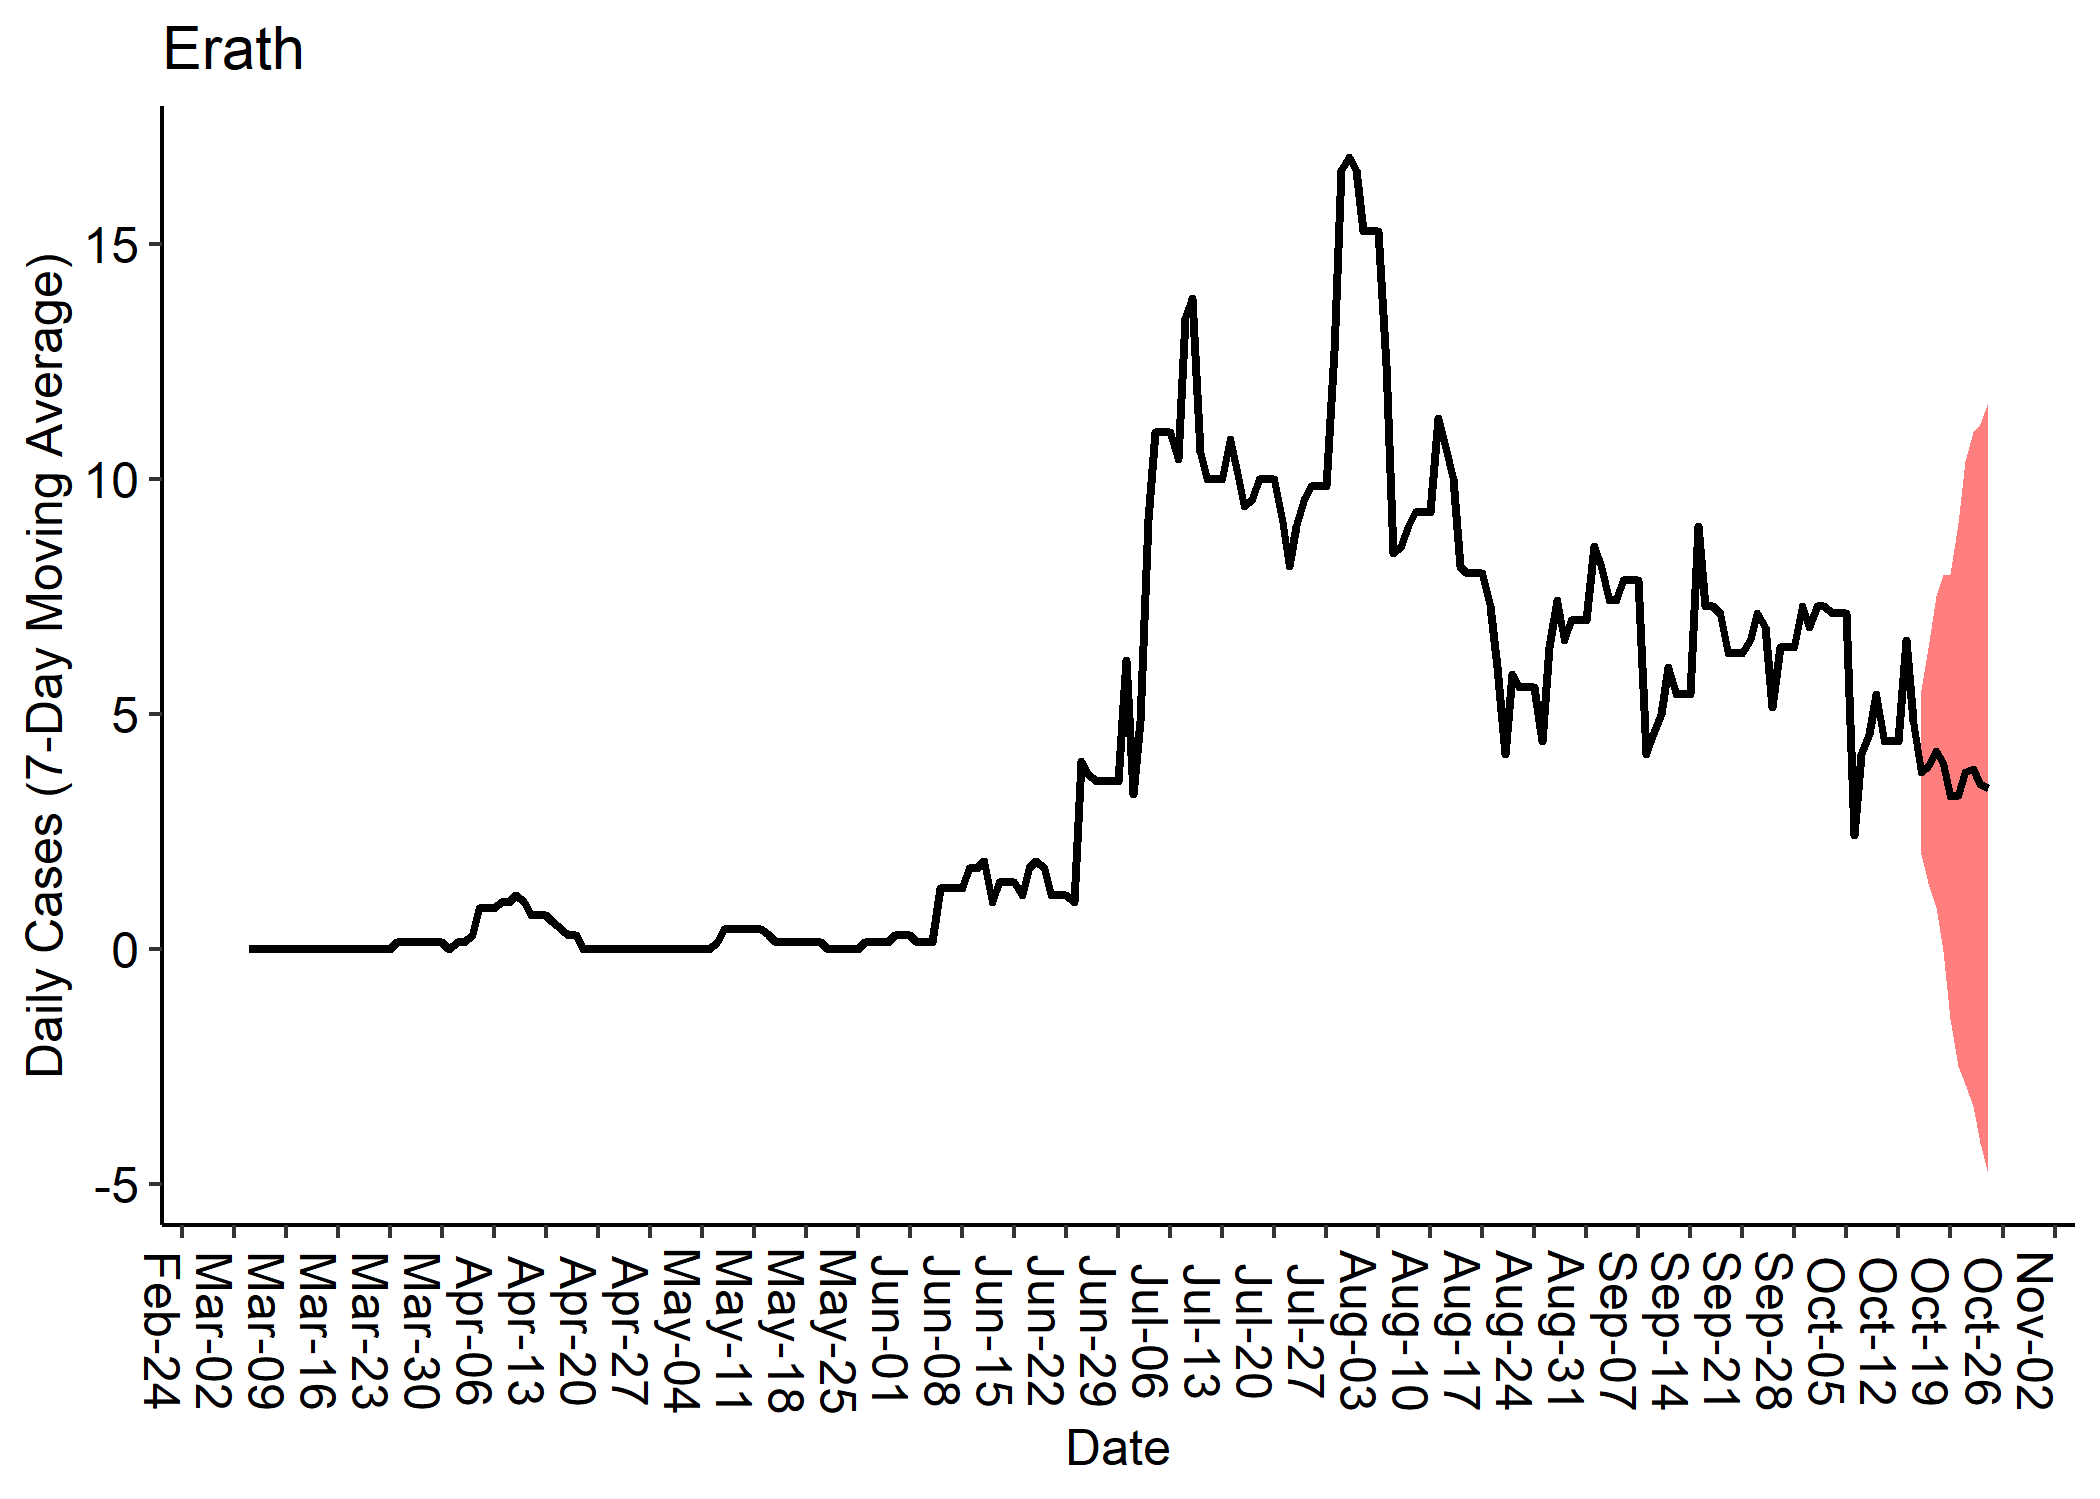 Erath
Daily Cases (7-Day Moving Average)
15
10
5
0
-5
Feb-24
Mar-02
Mar-09
Mar-16
Mar-23
Mar-30
Apr-06
Apr-13
Apr-20
Apr-27
May-04
May-11
May-18
May-25
Jun-01
Jun-08
Jun-15
Jun-22
Jun-29
Jul-06
Jul-13
Jul-20
Jul-27
Aug-03
Aug-10
Aug-17
Aug-24
Aug-31
Sep-07
Sep-14
Sep-21
Sep-28
Oct-05
Oct-12
Oct-19
Oct-26
Nov-02
Date